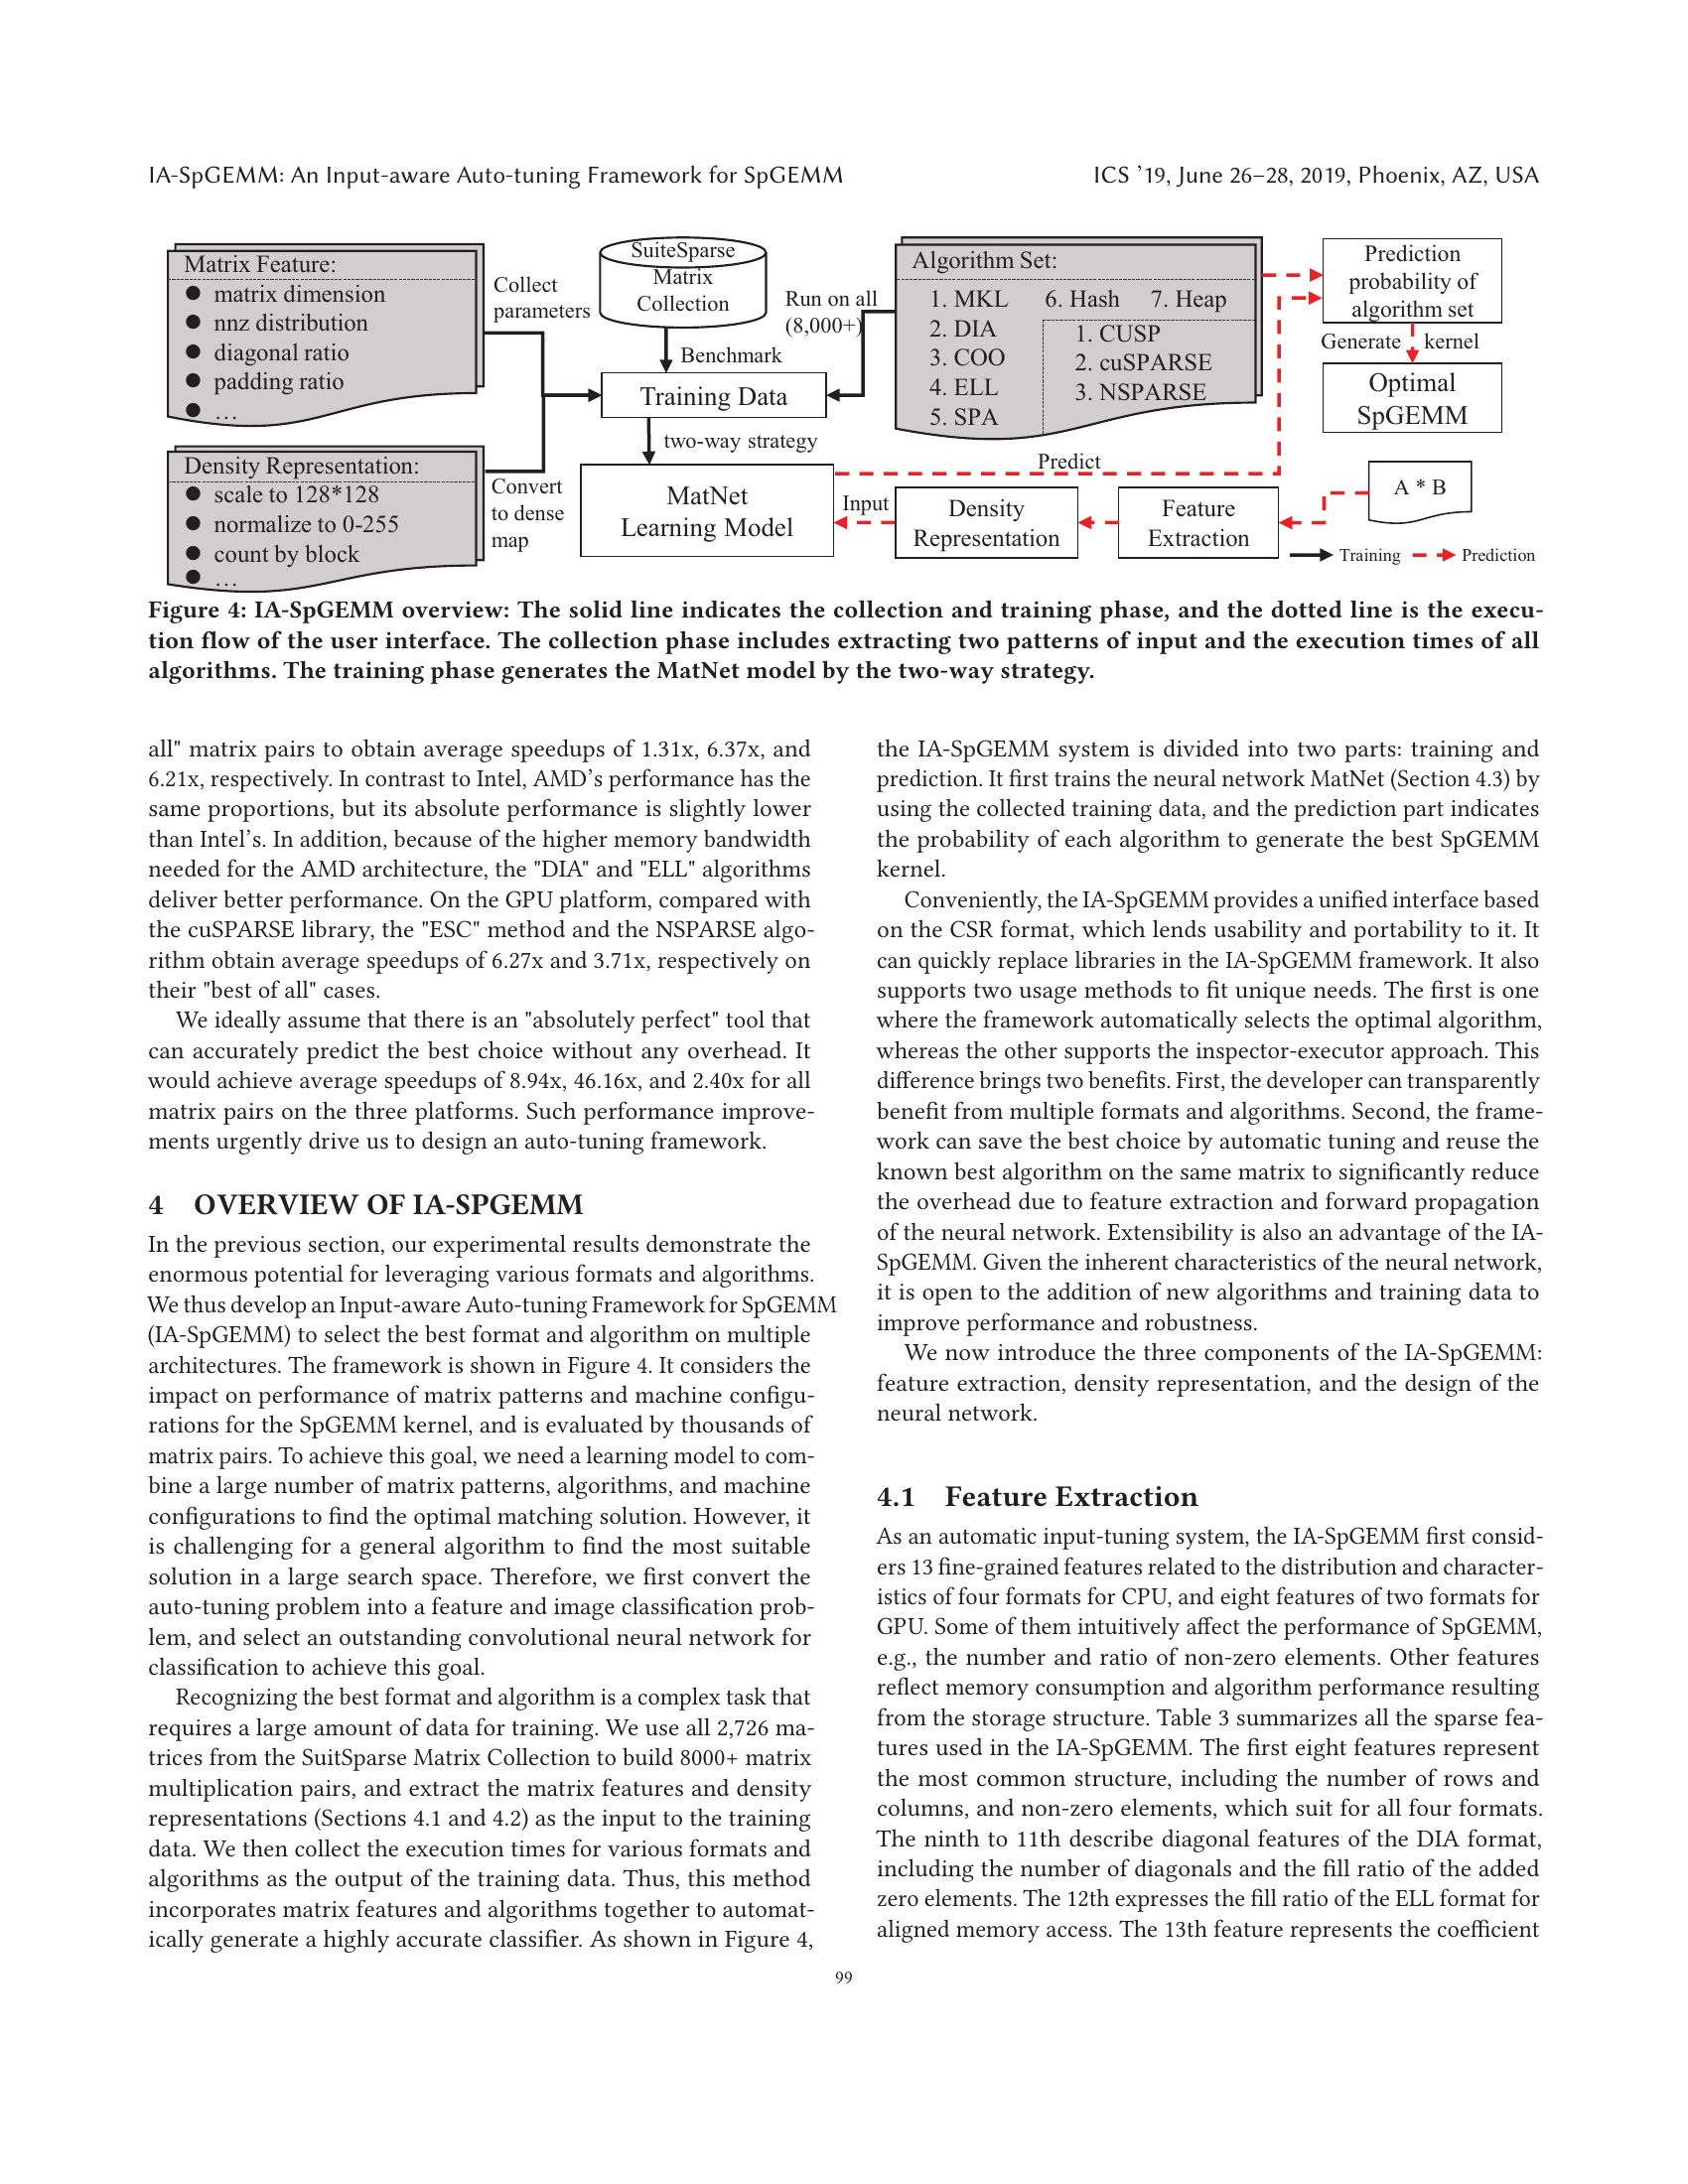 IA-SpGEMM: An Input-aware Auto-tuning Framework for SpGEMM
ICS ’19, June 26–28, 2019, Phoenix, AZ, USA
Matrix Feature:
● matrix dimension
● nnz distribution
● diagonal ratio
● padding ratio
● …
Collect
parameters
Density Representation:
● scale to 128*128
● normalize to 0-255
● count by block
● …
Convert
to dense
map
SuiteSparse
Matrix
Collection
Benchmark
Training Data
two-way strategy
MatNet
Learning Model
Run on all
(8,000+)
Algorithm Set:
1. MKL 6. Hash 7. Heap
2. DIA
3. COO
4. ELL
5. SPA
1. CUSP
2. cuSPARSE
3. NSPARSE
Prediction
probability of
algorithm set
Generate kernel
Optimal
SpGEMM
Predict
Input
Density
Representation
Feature
Extraction
A * B
Training
Prediction
Figure 4: IA-SpGEMM overview: The solid line indicates the collection and training phase, and the dotted line is the execu-
tion flow of the user interface. The collection phase includes extracting two patterns of input and the execution times of all
algorithms. The training phase generates the MatNet model by the two-way strategy.
all" matrix pairs to obtain average speedups of 1.31x, 6.37x, and
6.21x, respectively. In contrast to Intel, AMD’s performance has the
same proportions, but its absolute performance is slightly lower
than Intel’s. In addition, because of the higher memory bandwidth
needed for the AMD architecture, the "DIA" and "ELL" algorithms
deliver better performance. On the GPU platform, compared with
the cuSPARSE library, the "ESC" method and the NSPARSE algo-
rithm obtain average speedups of 6.27x and 3.71x, respectively on
their "best of all" cases.
We ideally assume that there is an "absolutely perfect" tool that
can accurately predict the best choice without any overhead. It
would achieve average speedups of 8.94x, 46.16x, and 2.40x for all
matrix pairs on the three platforms. Such performance improve-
ments urgently drive us to design an auto-tuning framework.
4 OVERVIEW OF IA-SPGEMM
In the previous section, our experimental results demonstrate the
enormous potential for leveraging various formats and algorithms.
We thus develop an Input-aware Auto-tuning Framework for SpGEMM
(IA-SpGEMM) to select the best format and algorithm on multiple
architectures. The framework is shown in Figure 4. It considers the
impact on performance of matrix patterns and machine configu-
rations for the SpGEMM kernel, and is evaluated by thousands of
matrix pairs. To achieve this goal, we need a learning model to com-
bine a large number of matrix patterns, algorithms, and machine
configurations to find the optimal matching solution. However, it
is challenging for a general algorithm to find the most suitable
solution in a large search space. Therefore, we first convert the
auto-tuning problem into a feature and image classification prob-
lem, and select an outstanding convolutional neural network for
classification to achieve this goal.
Recognizing the best format and algorithm is a complex task that
requires a large amount of data for training. We use all 2,726 ma-
trices from the SuitSparse Matrix Collection to build 8000+ matrix
multiplication pairs, and extract the matrix features and density
representations (Sections 4.1 and 4.2) as the input to the training
data. We then collect the execution times for various formats and
algorithms as the output of the training data. Thus, this method
incorporates matrix features and algorithms together to automat-
ically generate a highly accurate classifier. As shown in Figure 4,
the IA-SpGEMM system is divided into two parts: training and
prediction. It first trains the neural network MatNet (Section 4.3) by
using the collected training data, and the prediction part indicates
the probability of each algorithm to generate the best SpGEMM
kernel.
Conveniently, the IA-SpGEMM provides a unified interface based
on the CSR format, which lends usability and portability to it. It
can quickly replace libraries in the IA-SpGEMM framework. It also
supports two usage methods to fit unique needs. The first is one
where the framework automatically selects the optimal algorithm,
whereas the other supports the inspector-executor approach. This
difference brings two benefits. First, the developer can transparently
benefit from multiple formats and algorithms. Second, the frame-
work can save the best choice by automatic tuning and reuse the
known best algorithm on the same matrix to significantly reduce
the overhead due to feature extraction and forward propagation
of the neural network. Extensibility is also an advantage of the IA-
SpGEMM. Given the inherent characteristics of the neural network,
it is open to the addition of new algorithms and training data to
improve performance and robustness.
We now introduce the three components of the IA-SpGEMM:
feature extraction, density representation, and the design of the
neural network.
4.1 Feature Extraction
As an automatic input-tuning system, the IA-SpGEMM first consid-
ers 13 fine-grained features related to the distribution and character-
istics of four formats for CPU, and eight features of two formats for
GPU. Some of them intuitively affect the performance of SpGEMM,
e.g., the number and ratio of non-zero elements. Other features
reflect memory consumption and algorithm performance resulting
from the storage structure. Table 3 summarizes all the sparse fea-
tures used in the IA-SpGEMM. The first eight features represent
the most common structure, including the number of rows and
columns, and non-zero elements, which suit for all four formats.
The ninth to 11th describe diagonal features of the DIA format,
including the number of diagonals and the fill ratio of the added
zero elements. The 12th expresses the fill ratio of the ELL format for
aligned memory access. The 13th feature represents the coefficient
99